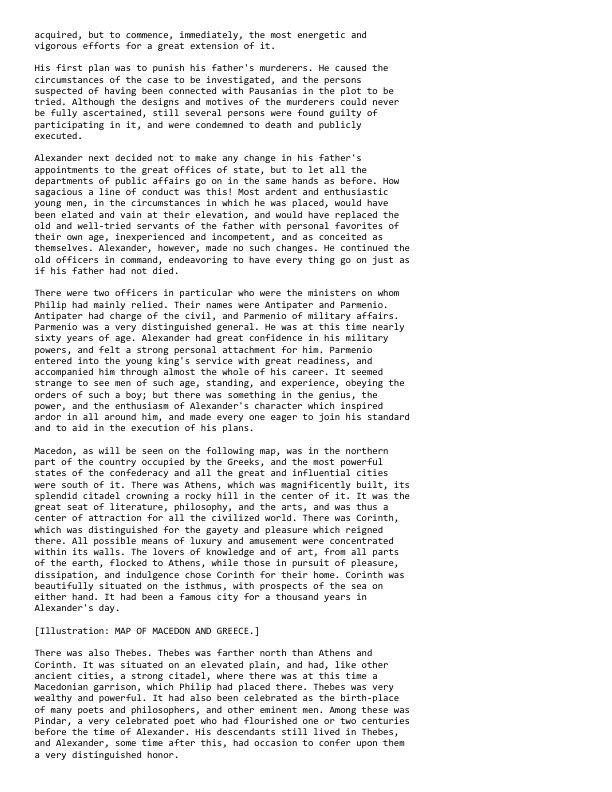 acquired, but to commence, immediately, the most energetic and
vigorous efforts for a great extension of it.
His first plan was to punish his father's murderers. He caused the
circumstances of the case to be investigated, and the persons
suspected of having been connected with Pausanias in the plot to be
tried. Although the designs and motives of the murderers could never
be fully ascertained, still several persons were found guilty of
participating in it, and were condemned to death and publicly
executed.
Alexander next decided not to make any change in his father's
appointments to the great offices of state, but to let all the
departments of public affairs go on in the same hands as before. How
sagacious a line of conduct was this! Most ardent and enthusiastic
young men, in the circumstances in which he was placed, would have
been elated and vain at their elevation, and would have replaced the
old and well-tried servants of the father with personal favorites of
their own age, inexperienced and incompetent, and as conceited as
themselves. Alexander, however, made no such changes. He continued the
old officers in command, endeavoring to have every thing go on just as
if his father had not died.
There were two officers in particular who were the ministers on whom
Philip had mainly relied. Their names were Antipater and Parmenio.
Antipater had charge of the civil, and Parmenio of military affairs.
Parmenio was a very distinguished general. He was at this time nearly
sixty years of age. Alexander had great confidence in his military
powers, and felt a strong personal attachment for him. Parmenio
entered into the young king's service with great readiness, and
accompanied him through almost the whole of his career. It seemed
strange to see men of such age, standing, and experience, obeying the
orders of such a boy; but there was something in the genius, the
power, and the enthusiasm of Alexander's character which inspired
ardor in all around him, and made every one eager to join his standard
and to aid in the execution of his plans.
Macedon, as will be seen on the following map, was in the northern
part of the country occupied by the Greeks, and the most powerful
states of the confederacy and all the great and influential cities
were south of it. There was Athens, which was magnificently built, its
splendid citadel crowning a rocky hill in the center of it. It was the
great seat of literature, philosophy, and the arts, and was thus a
center of attraction for all the civilized world. There was Corinth,
which was distinguished for the gayety and pleasure which reigned
there. All possible means of luxury and amusement were concentrated
within its walls. The lovers of knowledge and of art, from all parts
of the earth, flocked to Athens, while those in pursuit of pleasure,
dissipation, and indulgence chose Corinth for their home. Corinth was
beautifully situated on the isthmus, with prospects of the sea on
either hand. It had been a famous city for a thousand years in
Alexander's day.
[Illustration: MAP OF MACEDON AND GREECE.]
There was also Thebes. Thebes was farther north than Athens and
Corinth. It was situated on an elevated plain, and had, like other
ancient cities, a strong citadel, where there was at this time a
Macedonian garrison, which Philip had placed there. Thebes was very
wealthy and powerful. It had also been celebrated as the birth-place
of many poets and philosophers, and other eminent men. Among these was
Pindar, a very celebrated poet who had flourished one or two centuries
before the time of Alexander. His descendants still lived in Thebes,
and Alexander, some time after this, had occasion to confer upon them
a very distinguished honor.